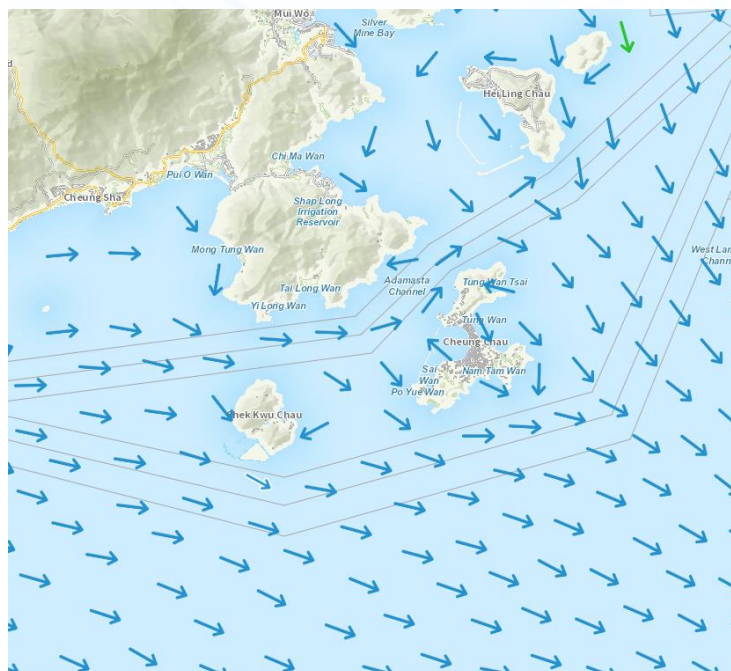 Mui Wo
Silver
Mine Bay
Hei Ling Chau
Chi Ma Wan
Pui O Wan
Cheung Sha
Shap Long
Irrigation
Reservoir
Mong Tung Wan
West Lam
Chann
Tai Long Wan
Adamasta
Channel
Tung Wan Tsai
Yi Long Wan
Tung Wan
Cheung Chau
Sai
Wan
Nam Tam Wan
Po Yue Wan
Shek Kwu Chau